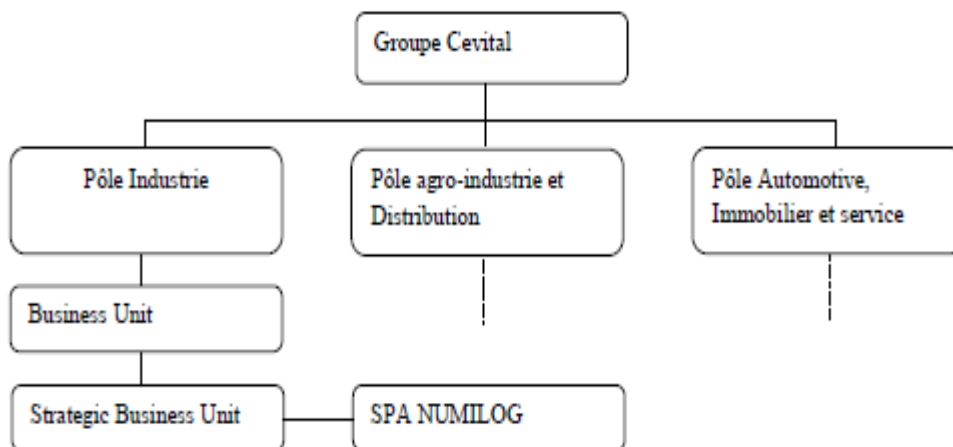 Groupe Cevital
Pôle Industrie
Pôle agro-industrie et
Distribution
Pôle Automotive,
Immobilier et service
Business Unit
Strategic Business Unit
SPA NUMILOG